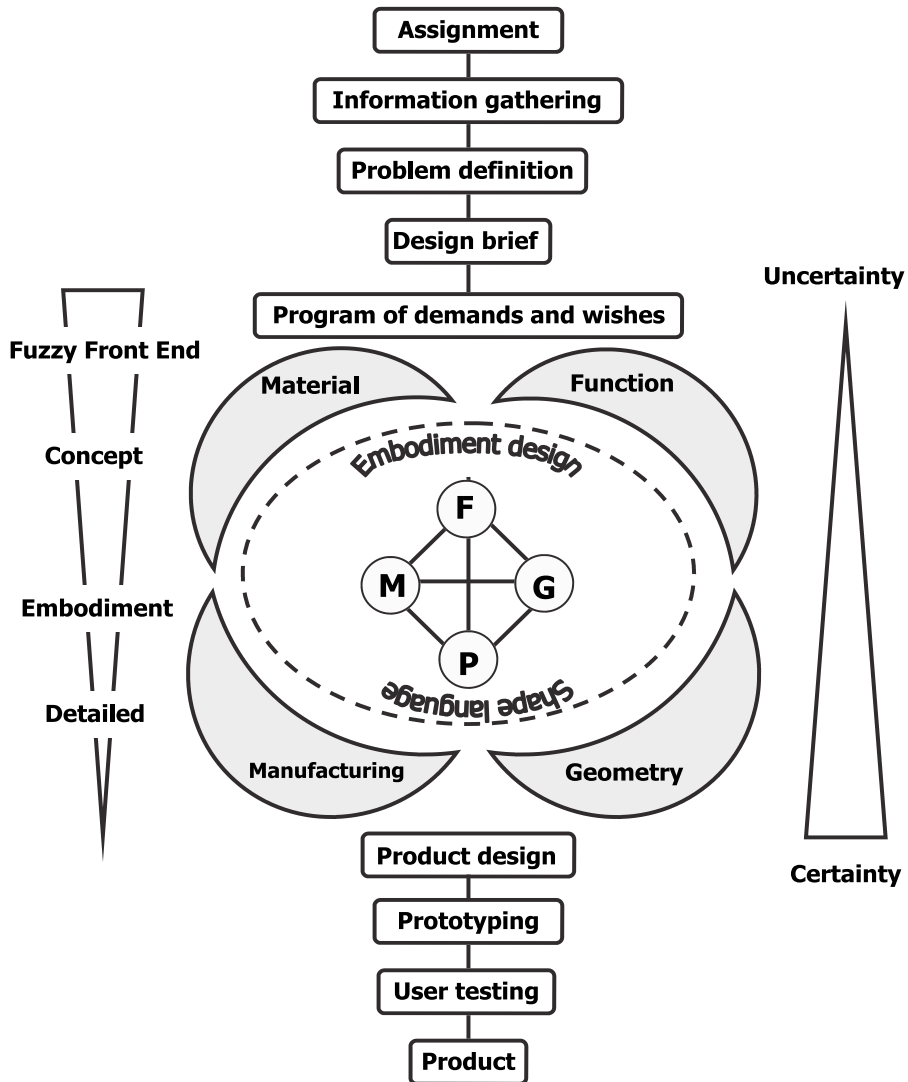 Assignment
Information gathering
Problem definition
Design brief
Uncertainty
Program of demands and wishes
Fuzzy Front End
Material
Function
Embodiment design
Concept
F
M
G
Embodiment
P
Shape language
Detailed
Manufacturing
Geometry
Product design
Certainty
Prototyping
User testing
Product